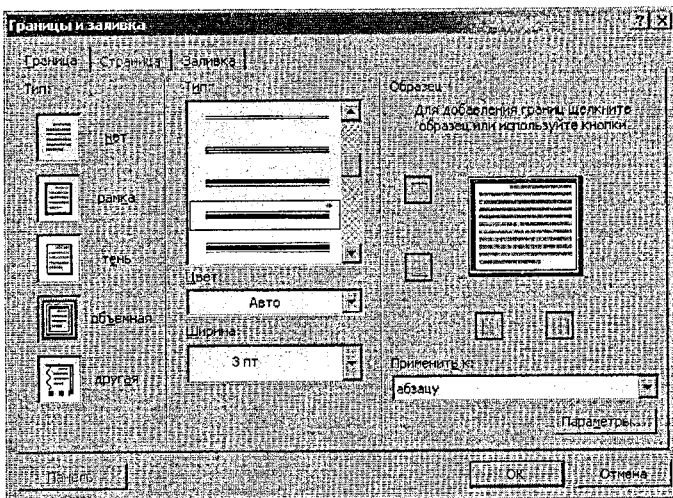 Границы и заливка
Граница
Страница
Заливка
Тип:
нет
рамка
тень
объемная
другая
Тип:
Цвет:
Авто
Ширина:
3 пт
Образец
Для добавления границ щелкните
образец или используйте кнопки
Применить к:
абзацу
Параметры...
Панель
OK
Отмена